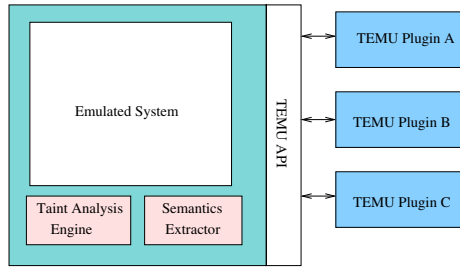 Emulated System
Taint Analysis
Engine
Semantics
Extractor
TEMU API
TEMU Plugin A
TEMU Plugin B
TEMU Plugin C